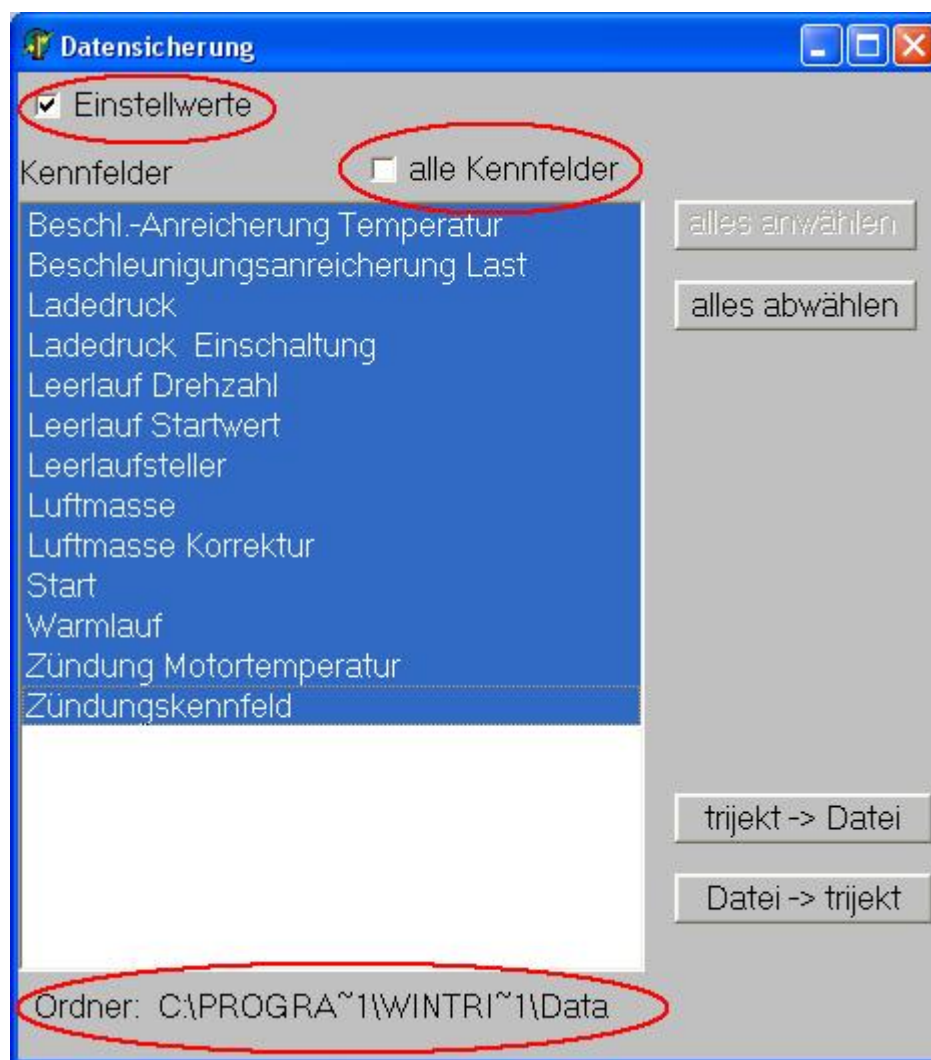 Datensicherung
Einstellwerte
Kennfelder
alle Kennfelder
Beschl.-Anreicherung Temperatur
Beschleunigungsanreicherung Last
Ladedruck
Ladedruck  Einschaltung
Leerlauf Drehzahl
Leerlauf Startwert
Leerlaufsteller
Luftmasse
Luftmasse Korrektur
Start
Warmlauf
Zündung Motortemperatur
Zündungskennfeld
alles anwählen
alles abwählen
trijekt -> Datei
Datei -> trijekt
Ordner:  C:\PROGRA~1\WINTRI~1\Data